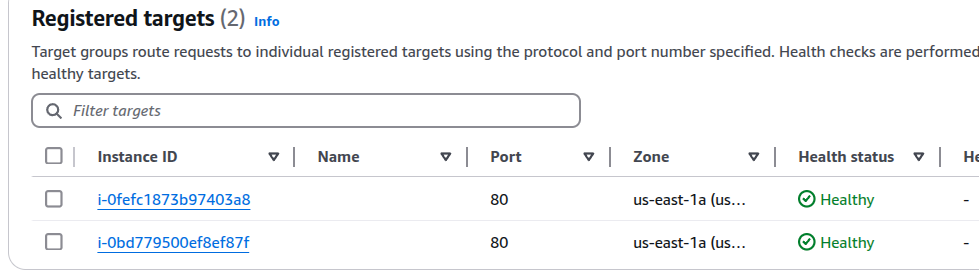 Registered targets (2) Info
Target groups route requests to individual registered targets using the protocol and port number specified. Health checks are performed
healthy targets.
Filter targets
Instance ID Name Port Zone Health status He
i-0fefc1873b97403a8 80 us-east-1a (us... Healthy -
i-0bd779500ef8ef87f 80 us-east-1a (us... Healthy -